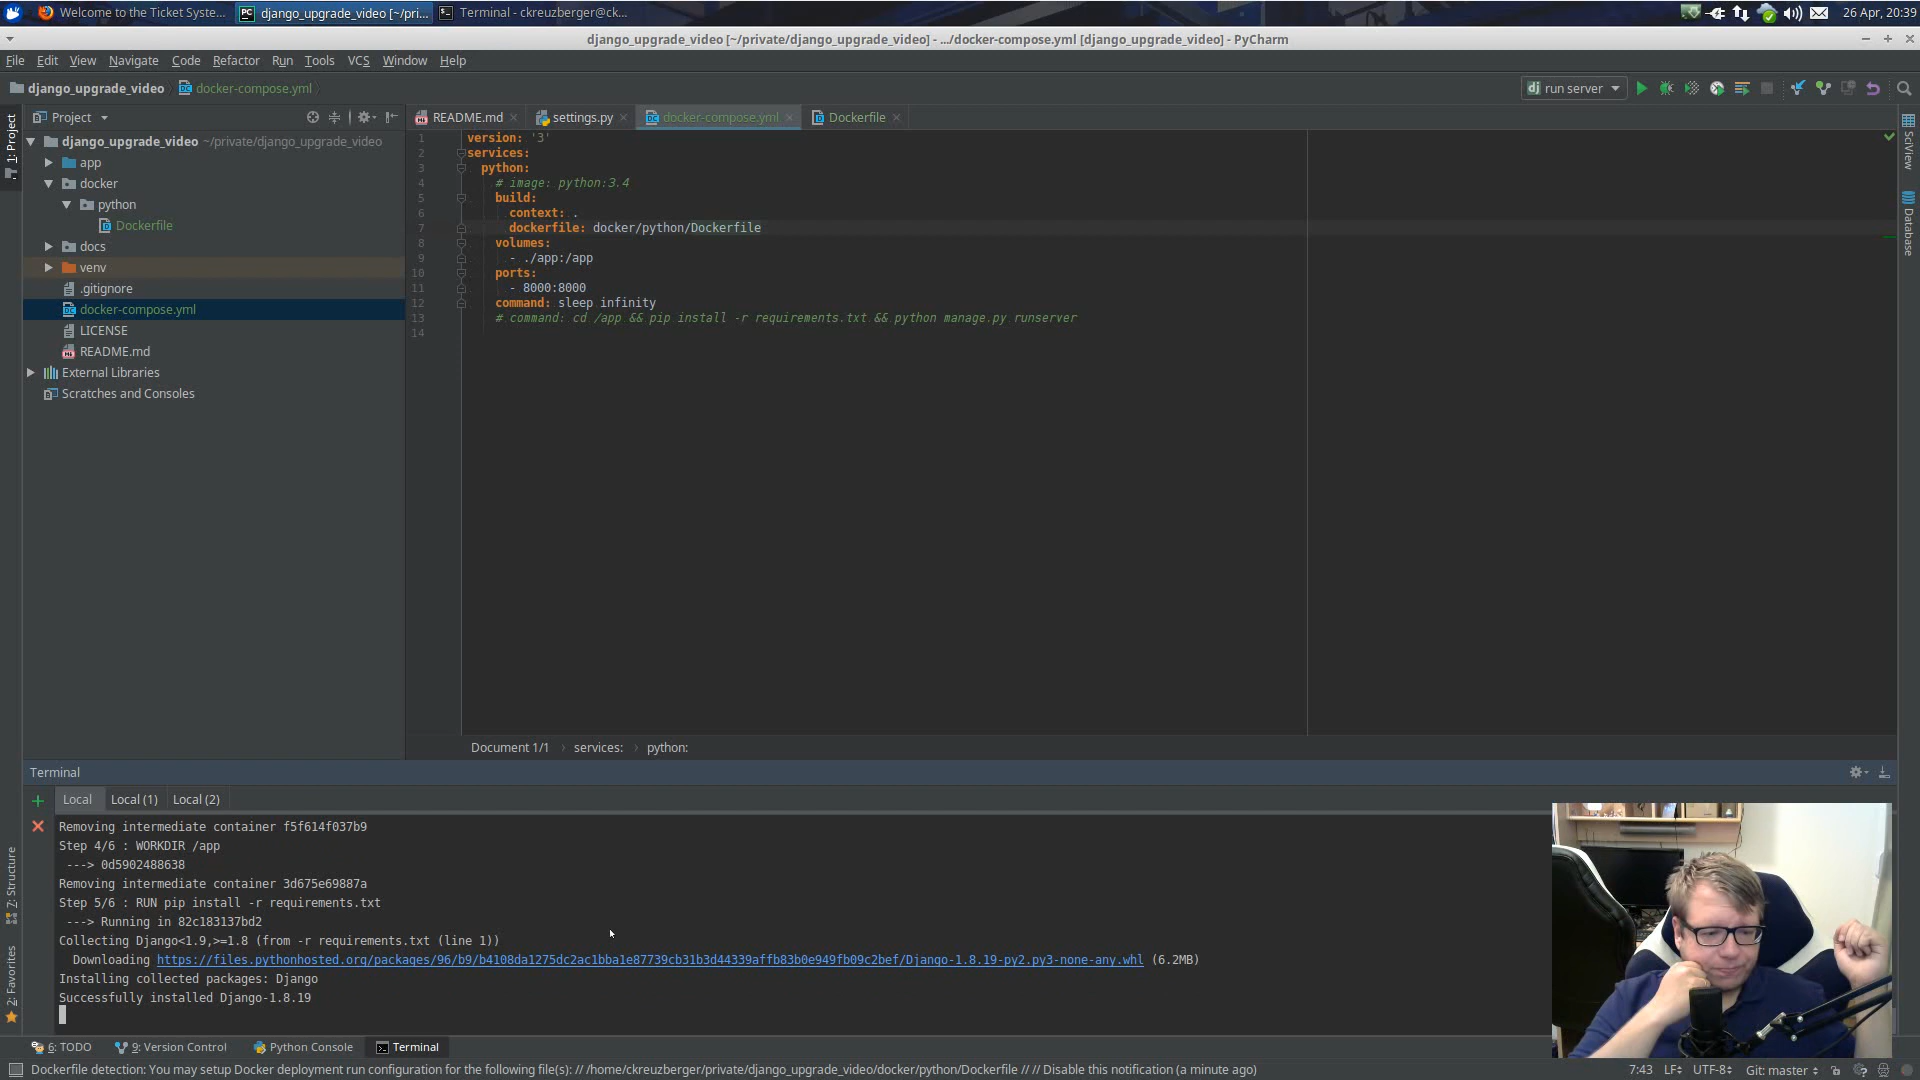 Welcome to the Ticket Syste...
django_upgrade_video [~/pri...
Terminal - ckreuzberger@ck...
26 Apr, 20:39
django_upgrade_video [~/private/django_upgrade_video] - .../docker-compose.yml [django_upgrade_video] - PyCharm
File Edit View Navigate Code Refactor Run Tools VCS Window Help
django_upgrade_video docker-compose.yml
run server
Project
README.md settings.py docker-compose.yml Dockerfile
1: Project
django_upgrade_video ~/private/django_upgrade_video
app
docker
python
Dockerfile
docs
venv
.gitignore
docker-compose.yml
LICENSE
README.md
External Libraries
Scratches and Consoles
1 version: '3'
2 services:
3 python:
4 # image: python:3.4
5 build:
6 context: .
7 dockerfile: docker/python/Dockerfile
8 volumes:
9 - ./app:/app
10 ports:
11 - 8000:8000
12 command: sleep infinity
13 # command: cd /app && pip install -r requirements.txt && python manage.py runserver
14
SciView
Database
Document 1/1 › services: › python:
Terminal
Local Local (1) Local (2)
Removing intermediate container f5f614f037b9
Step 4/6 : WORKDIR /app
---> 0d5902488638
Removing intermediate container 3d675e69887a
Step 5/6 : RUN pip install -r requirements.txt
---> Running in 82c183137bd2
Collecting Django<1.9,>=1.8 (from -r requirements.txt (line 1))
Downloading https://files.pythonhosted.org/packages/96/b9/b4108da1275dc2ac1bba1e87739cb31b3d44339affb83b0e949fb09c2bef/Django-1.8.19-py2.py3-none-any.whl (6.2MB)
Installing collected packages: Django
Successfully installed Django-1.8.19
7: Structure
2: Favorites
6: TODO 9: Version Control Python Console Terminal
Dockerfile detection: You may setup Docker deployment run configuration for the following file(s): // /home/ckreuzberger/private/django_upgrade_video/docker/python/Dockerfile // // Disable this notification (a minute ago)
7:43 LF UTF-8 Git: master